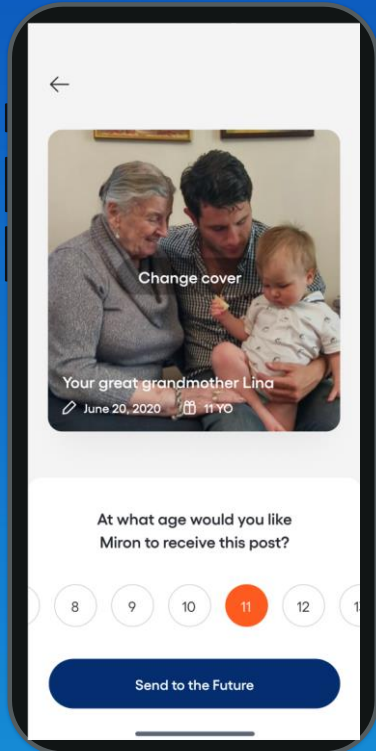 Change cover
Your great grandmother Lina
June 20, 2020 11 YO
At what age would you like
Miron to receive this post?
8 9 10 11 12
Send to the Future